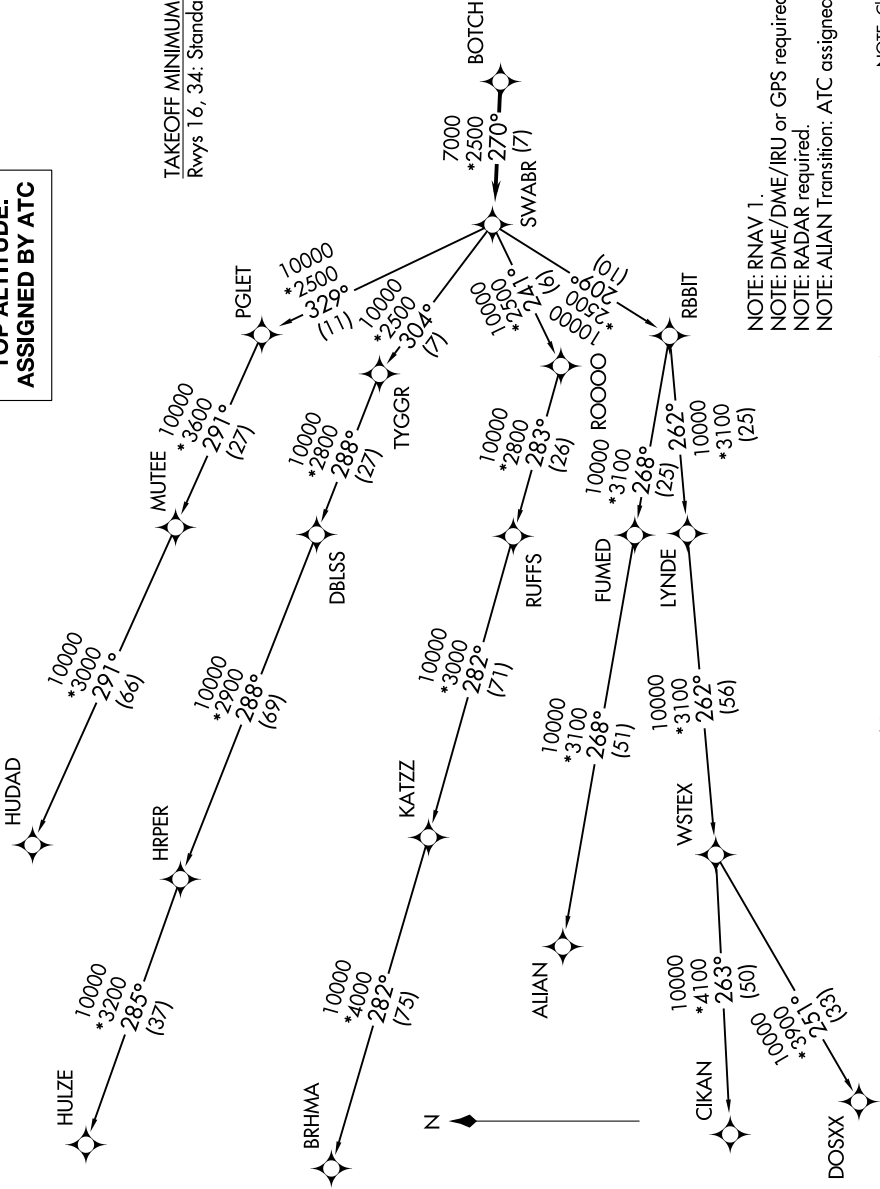 TOP ALTITUDE:
ASSIGNED BY ATC
TAKEOFF MINIMUM
Rwys 16, 34: Standa
BOTCH
7000
*2500
270°
(7)
SWABR
PGLET
10000
*2500
329°
(11)
10000
*2500
304°
(7)
10000
*2500
241°
(9)
10000
*2500
209°
(10)
RBBIT
TYGGR
ROOOO
MUTEE
10000
*3600
291°
(27)
10000
*2800
288°
(27)
DBLSS
10000
*2800
283°
(26)
RUFFS
10000
*3100
268°
(25)
FUMED
262°
10000
*3100
(25)
LYNDE
HUDAD
10000
*3000
291°
(66)
10000
*2900
288°
(69)
HRPER
10000
*3000
282°
(71)
KATZZ
10000
*3100
268°
(51)
ALIAN
10000
*3100
262°
(56)
WSTEX
HULZE
10000
*3200
285°
(37)
BRHMA
10000
*4000
282°
(75)
N
CIKAN
10000
*4100
263°
(50)
10000
*3900
251°
(33)
DOSXX
NOTE: RNAV 1.
NOTE: DME/DME/IRU or GPS required
NOTE: RADAR required.
NOTE: ALIAN Transition: ATC assigned